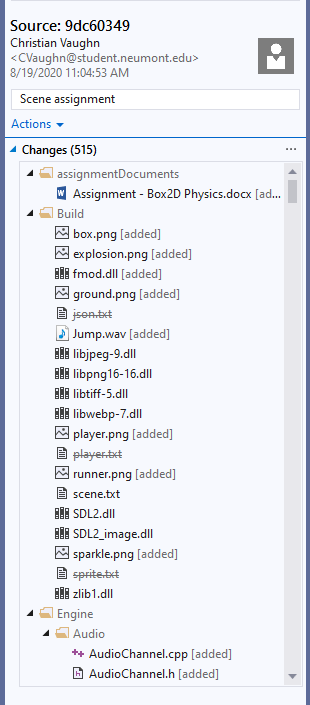 Source: 9dc60349
Christian Vaughn
<CVaughn@student.neumont.edu>
8/19/2020 11:04:53 AM
Scene assignment
Actions
Changes (515) ...
assignmentDocuments
Assignment - Box2D Physics.docx [ad...
Build
box.png [added]
explosion.png [added]
fmod.dll [added]
ground.png [added]
json.txt
Jump.wav [added]
libjpeg-9.dll
libpng16-16.dll
libtiff-5.dll
libwebp-7.dll
player.png [added]
player.txt
runner.png [added]
scene.txt
SDL2.dll
SDL2_image.dll
sparkle.png [added]
sprite.txt
zlib1.dll
Engine
Audio
AudioChannel.cpp [added]
AudioChannel.h [added]